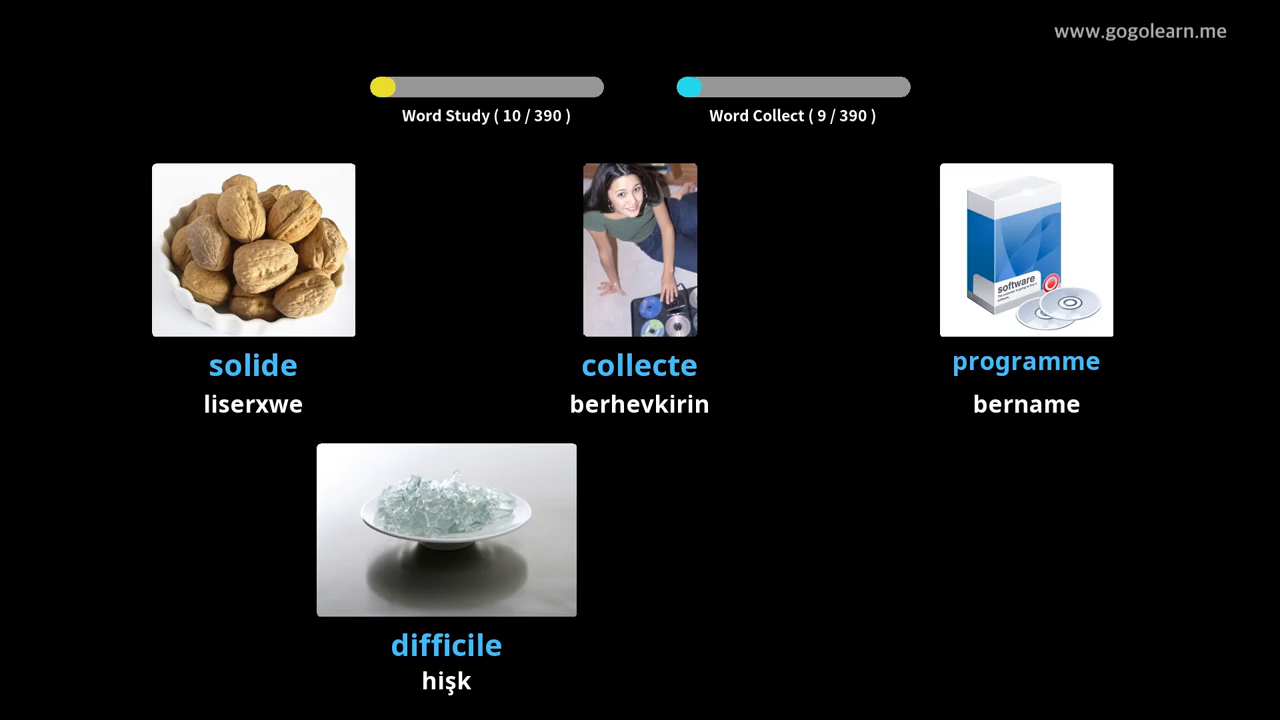 www.gogolearn.me
Word Study ( 10 / 390 )
Word Collect ( 9 / 390 )
software
solide
collecte
programme
liserxwe
berhevkirin
bername
difficile
hişk